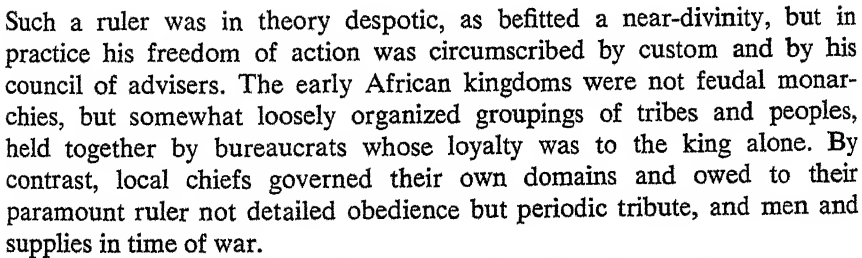 Such a ruler was in theory despotic, as befitted a near-divinity, but in
practice his freedom of action was circumscribed by custom and by his
council of advisers. The early African kingdoms were not feudal monar-
chies, but somewhat loosely organized groupings of tribes and peoples,
held together by bureaucrats whose loyalty was to the king alone. By
contrast, local chiefs governed their own domains and owed to their
paramount ruler not detailed obedience but periodic tribute, and men and
supplies in time of war.